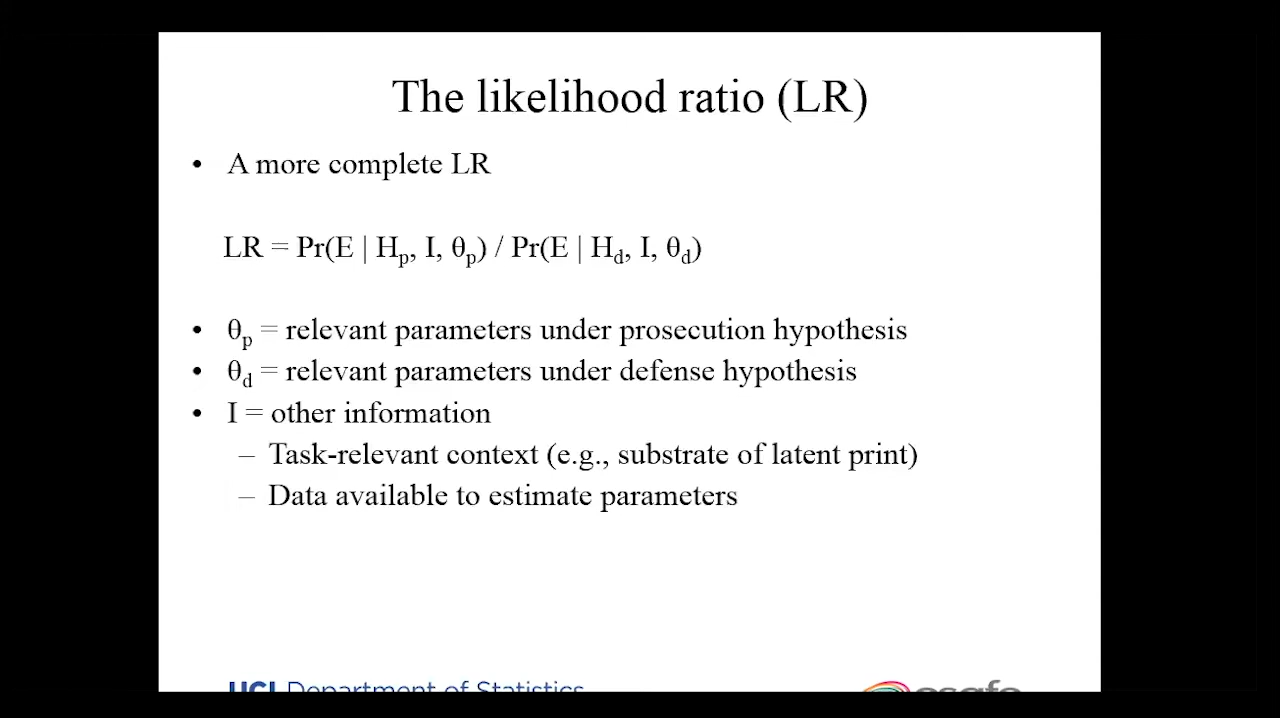 The likelihood ratio (LR)
• A more complete LR
LR = Pr(E | Hp, I, θp) / Pr(E | Hd, I, θd)
• θp = relevant parameters under prosecution hypothesis
• θd = relevant parameters under defense hypothesis
• I = other information
– Task-relevant context (e.g., substrate of latent print)
– Data available to estimate parameters
UCI Department of Statistics
csafe